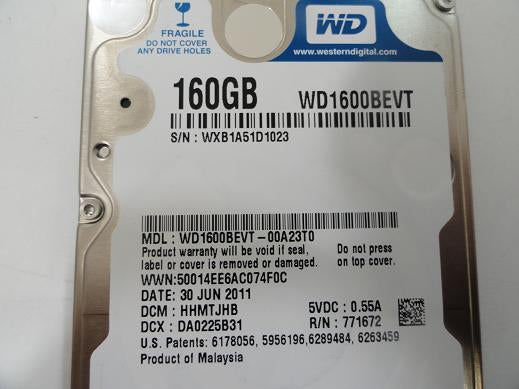 FRAGILE
DO NOT COVER
ANY DRIVE HOLES
WD
www.westerndigital.com
160GB WD1600BEVT
S/N : WXB1A51D1023
MDL : WD1600BEVT-00A23T0
Product warranty will be void if seal,
label or cover is removed or damaged.
Do not press
on top cover.
WWN:50014EE6AC074F0C
DATE: 30 JUN 2011
DCM : HHMTJHB
DCX : DA0225B31
5VDC : 0.55A
R/N : 771672
U.S. Patents: 6178056, 5956196,6289484, 6263459
Product of Malaysia